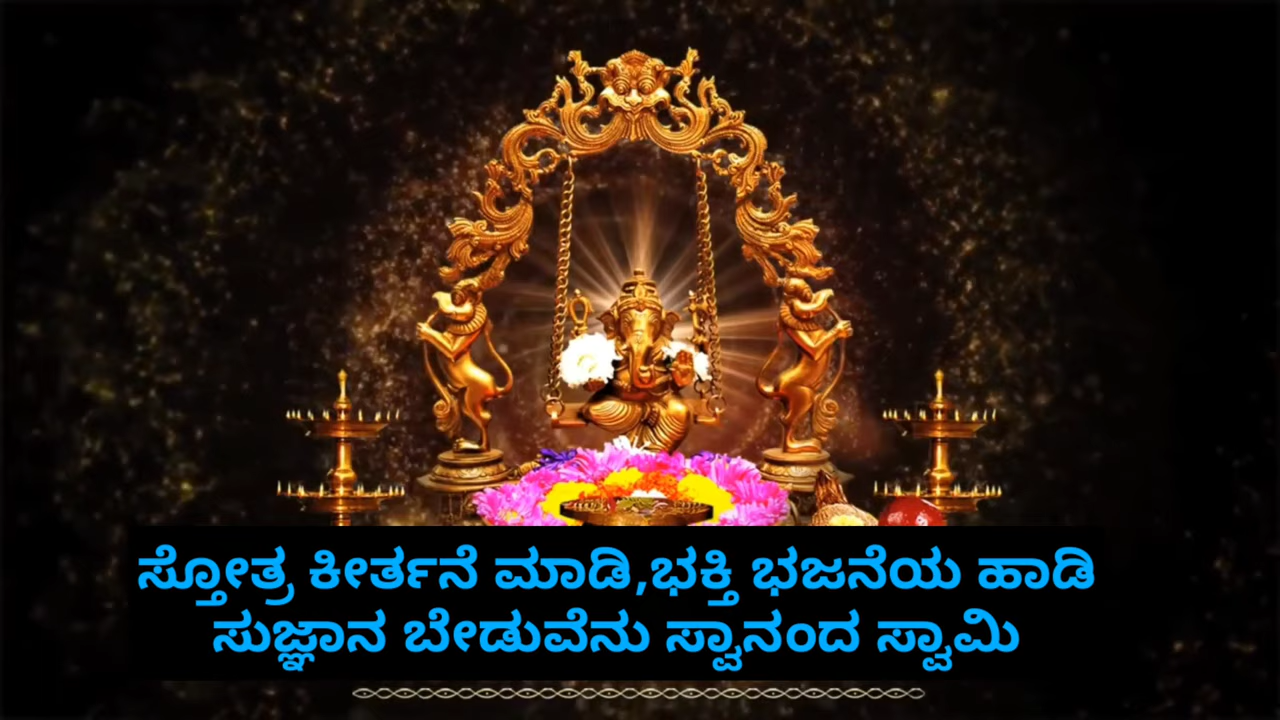 ಸ್ತೋತ್ರ ಕೀರ್ತನೆ ಮಾಡಿ,ಭಕ್ತಿ ಭಜನೆಯ ಹಾಡಿ
ಸುಜ್ಞಾನ ಬೇಡುವೆನು ಸ್ವಾನಂದ ಸ್ವಾಮಿ